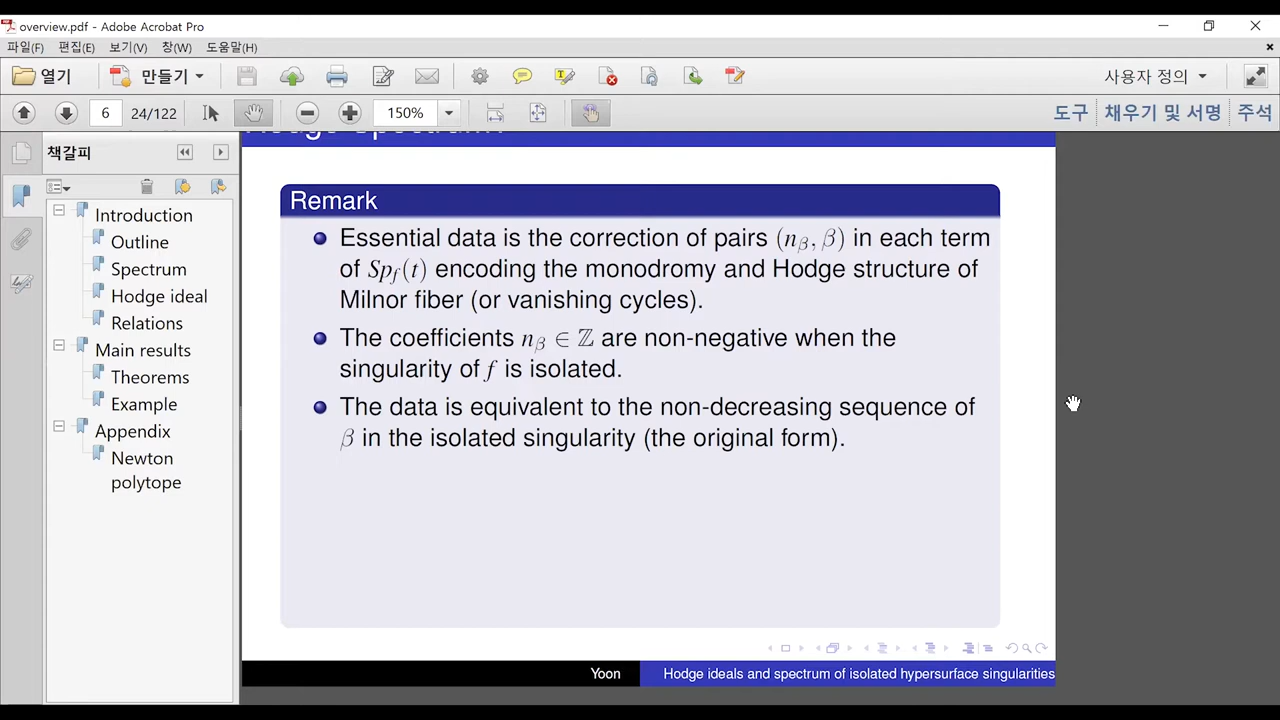 overview.pdf - Adobe Acrobat Pro
파일(F) 편집(E) 보기(V) 창(W) 도움말(H)
열기 만들기 사용자 정의
6 24/122 150% 도구 채우기 및 서명 주석
책갈피
Introduction
Outline
Spectrum
Hodge ideal
Relations
Main results
Theorems
Example
Appendix
Newton
polytope
Remark
Essential data is the correction of pairs (n_β, β) in each term
of Sp_f(t) encoding the monodromy and Hodge structure of
Milnor fiber (or vanishing cycles).
The coefficients n_β ∈ ℤ are non-negative when the
singularity of f is isolated.
The data is equivalent to the non-decreasing sequence of
β in the isolated singularity (the original form).
Yoon Hodge ideals and spectrum of isolated hypersurface singularities